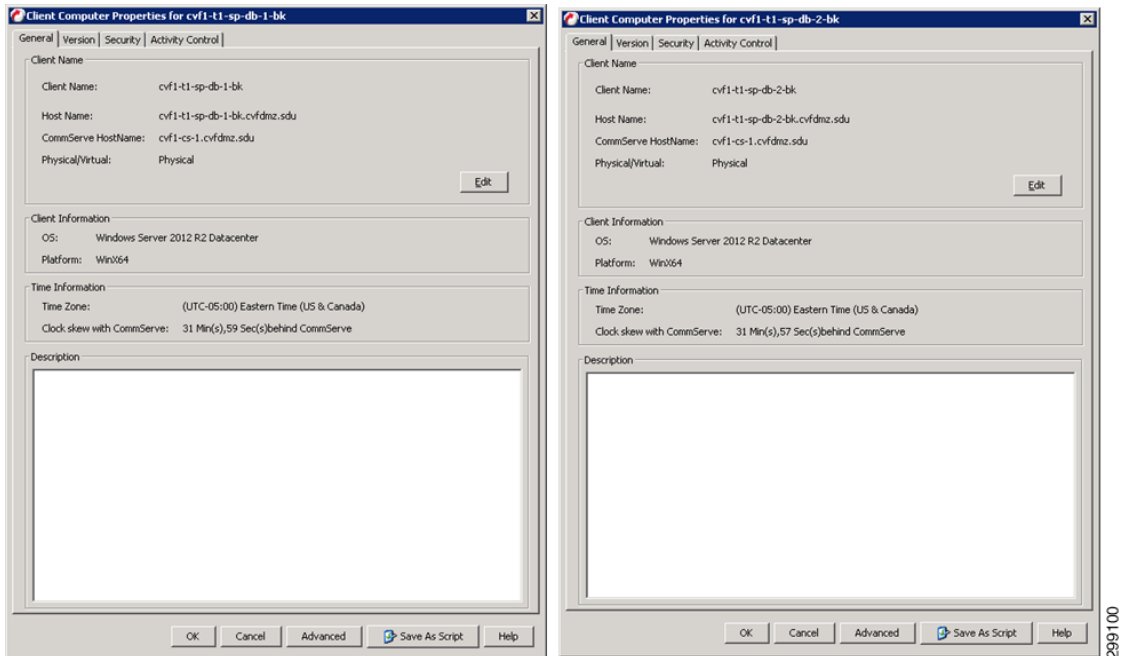 Client Computer Properties for cvf1-t1-sp-db-1-bk
General Version Security Activity Control
Client Name
Client Name: cvf1-t1-sp-db-1-bk
Host Name: cvf1-t1-sp-db-1-bk.cvfdmz.sdu
CommServe HostName: cvf1-cs-1.cvfdmz.sdu
Physical/Virtual: Physical
Edit
Client Information
OS: Windows Server 2012 R2 Datacenter
Platform: WinX64
Time Information
Time Zone: (UTC-05:00) Eastern Time (US & Canada)
Clock skew with CommServe: 31 Min(s),59 Sec(s)behind CommServe
Description
OK Cancel Advanced Save As Script Help
Client Computer Properties for cvf1-t1-sp-db-2-bk
General Version Security Activity Control
Client Name
Client Name: cvf1-t1-sp-db-2-bk
Host Name: cvf1-t1-sp-db-2-bk.cvfdmz.sdu
CommServe HostName: cvf1-cs-1.cvfdmz.sdu
Physical/Virtual: Physical
Edit
Client Information
OS: Windows Server 2012 R2 Datacenter
Platform: WinX64
Time Information
Time Zone: (UTC-05:00) Eastern Time (US & Canada)
Clock skew with CommServe: 31 Min(s),57 Sec(s)behind CommServe
Description
OK Cancel Advanced Save As Script Help
299100